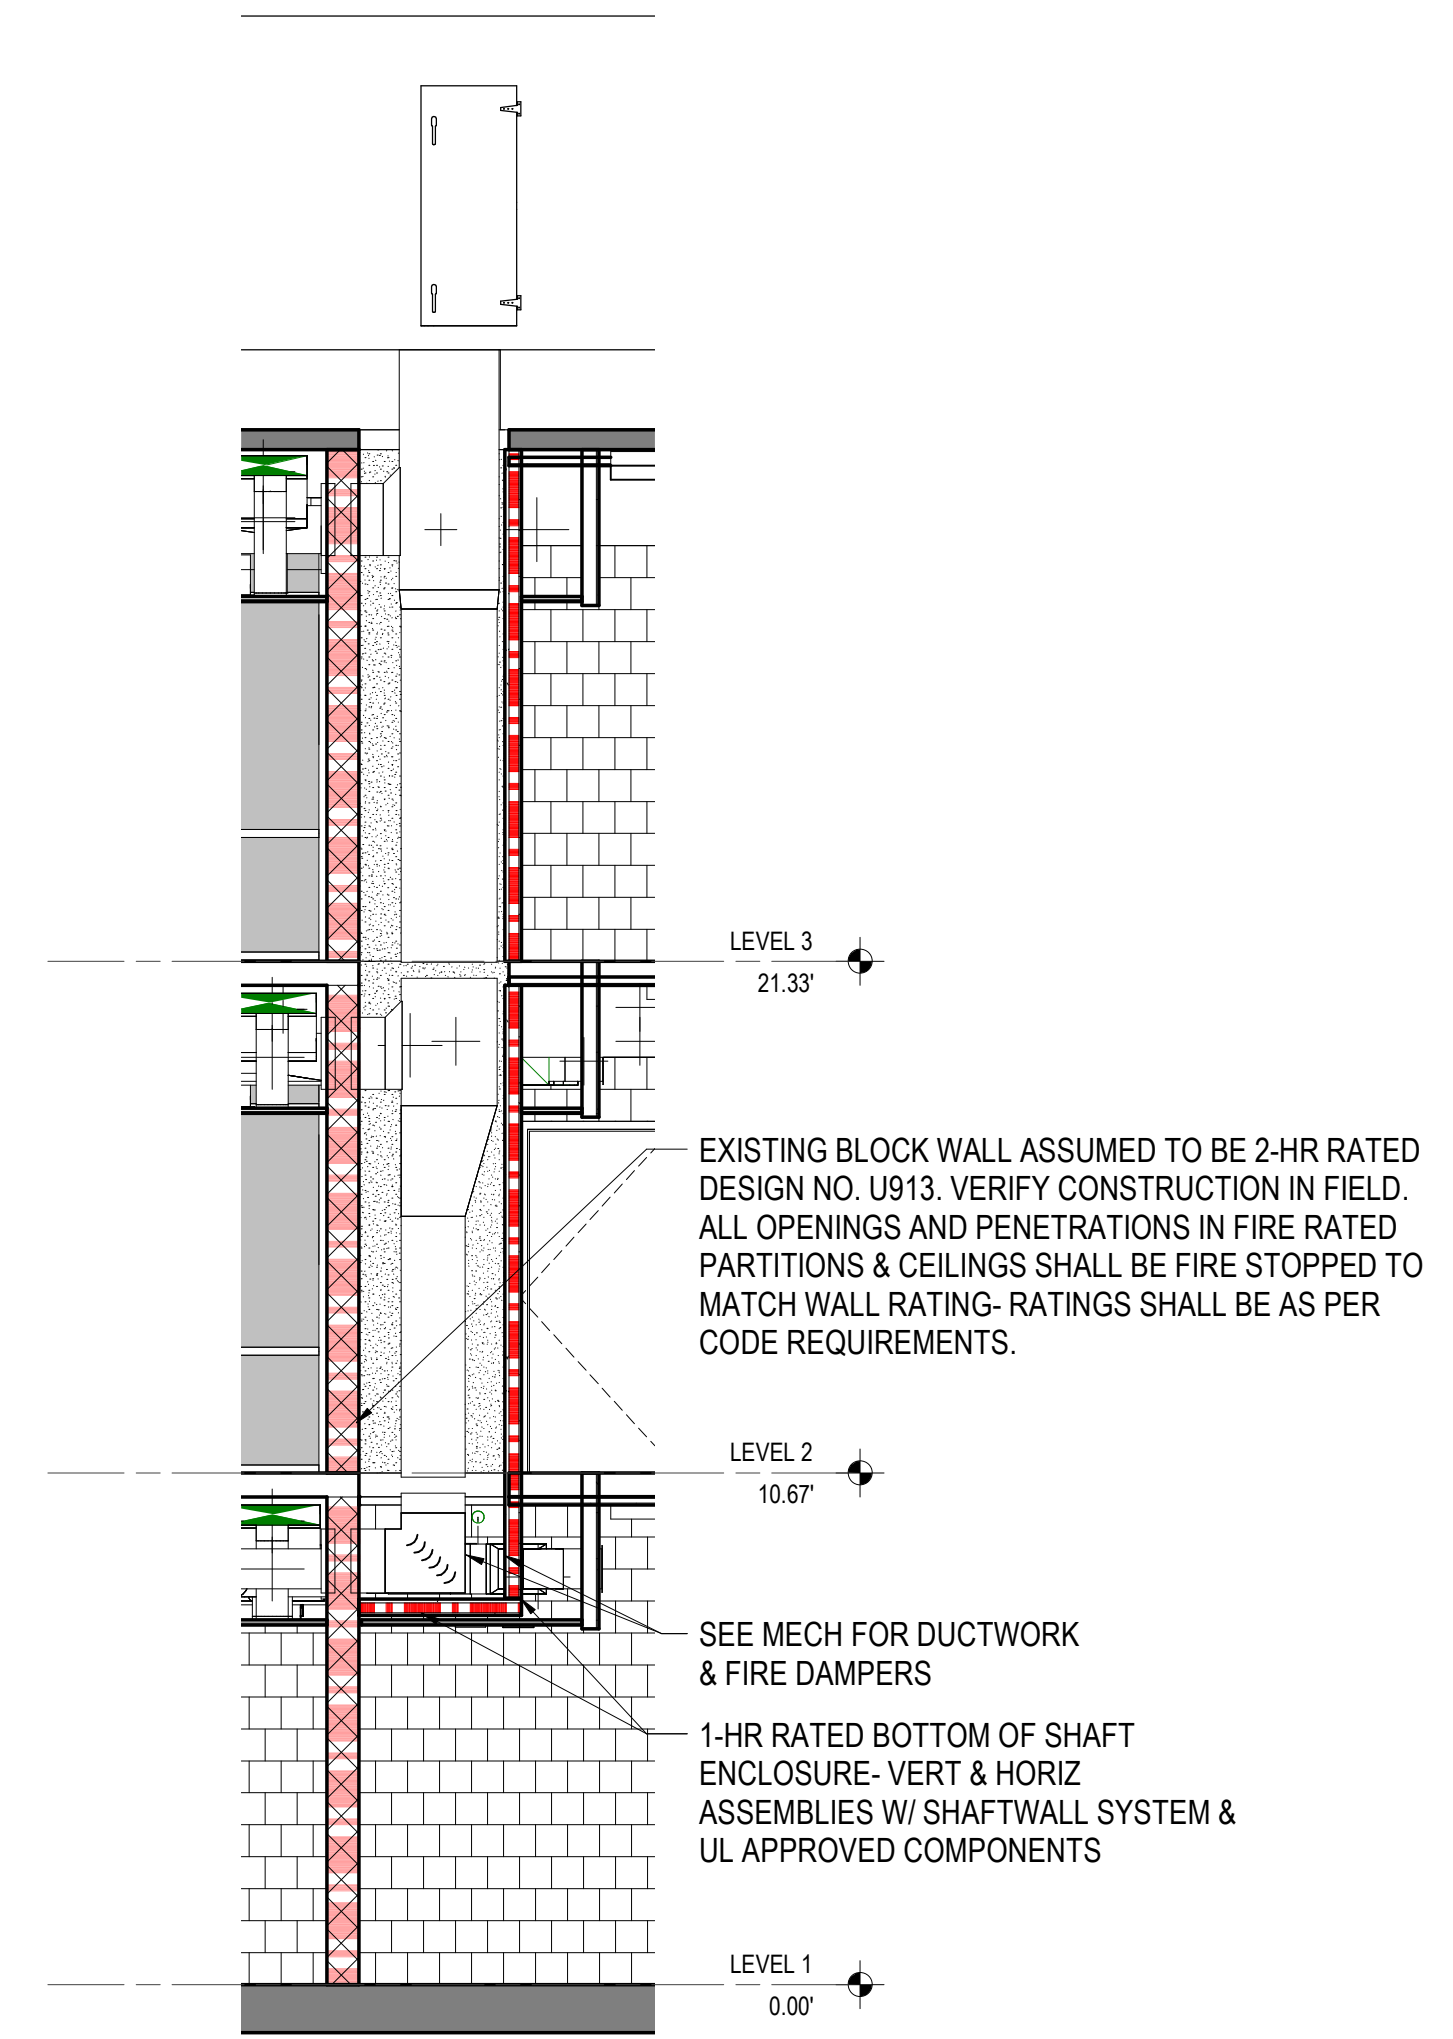 LEVEL 3
21.33'
EXISTING BLOCK WALL ASSUMED TO BE 2-HR RATED
DESIGN NO. U913. VERIFY CONSTRUCTION IN FIELD.
ALL OPENINGS AND PENETRATIONS IN FIRE RATED
PARTITIONS & CEILINGS SHALL BE FIRE STOPPED TO
MATCH WALL RATING- RATINGS SHALL BE AS PER
CODE REQUIREMENTS.
LEVEL 2
10.67'
SEE MECH FOR DUCTWORK
& FIRE DAMPERS
1-HR RATED BOTTOM OF SHAFT
ENCLOSURE- VERT & HORIZ
ASSEMBLIES W/ SHAFTWALL SYSTEM &
UL APPROVED COMPONENTS
LEVEL 1
0.00'